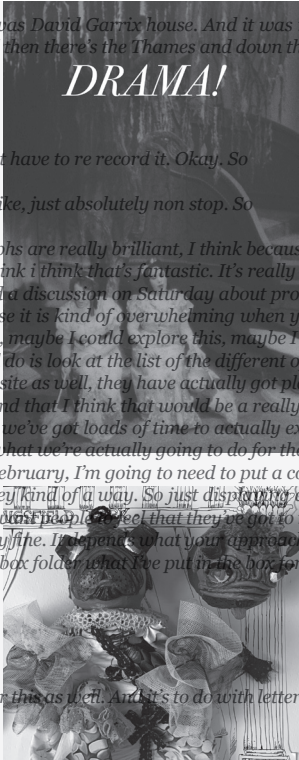 was David Garrix house. And it was
then there's the Thames and down th
DRAMA!
t have to re record it. Okay. So
ike, just absolutely non stop. So
phs are really brilliant, I think becaus
ink i think that's fantastic. It's really
a discussion on Saturday about pro
se it is kind of overwhelming when y
, maybe I could explore this, maybe I
do is look at the list of the different o
site as well, they have actually got pl
nd that I think that would be a really
we've got loads of time to actually ex
what we're actually going to do for the
ebruary, I'm going to need to put a co
ey kind of a way. So just displaying
want people to feel that they've got to
y fine. It depends what your approac
box folder what I've put in the box for
r this as well. And it's to do with letter